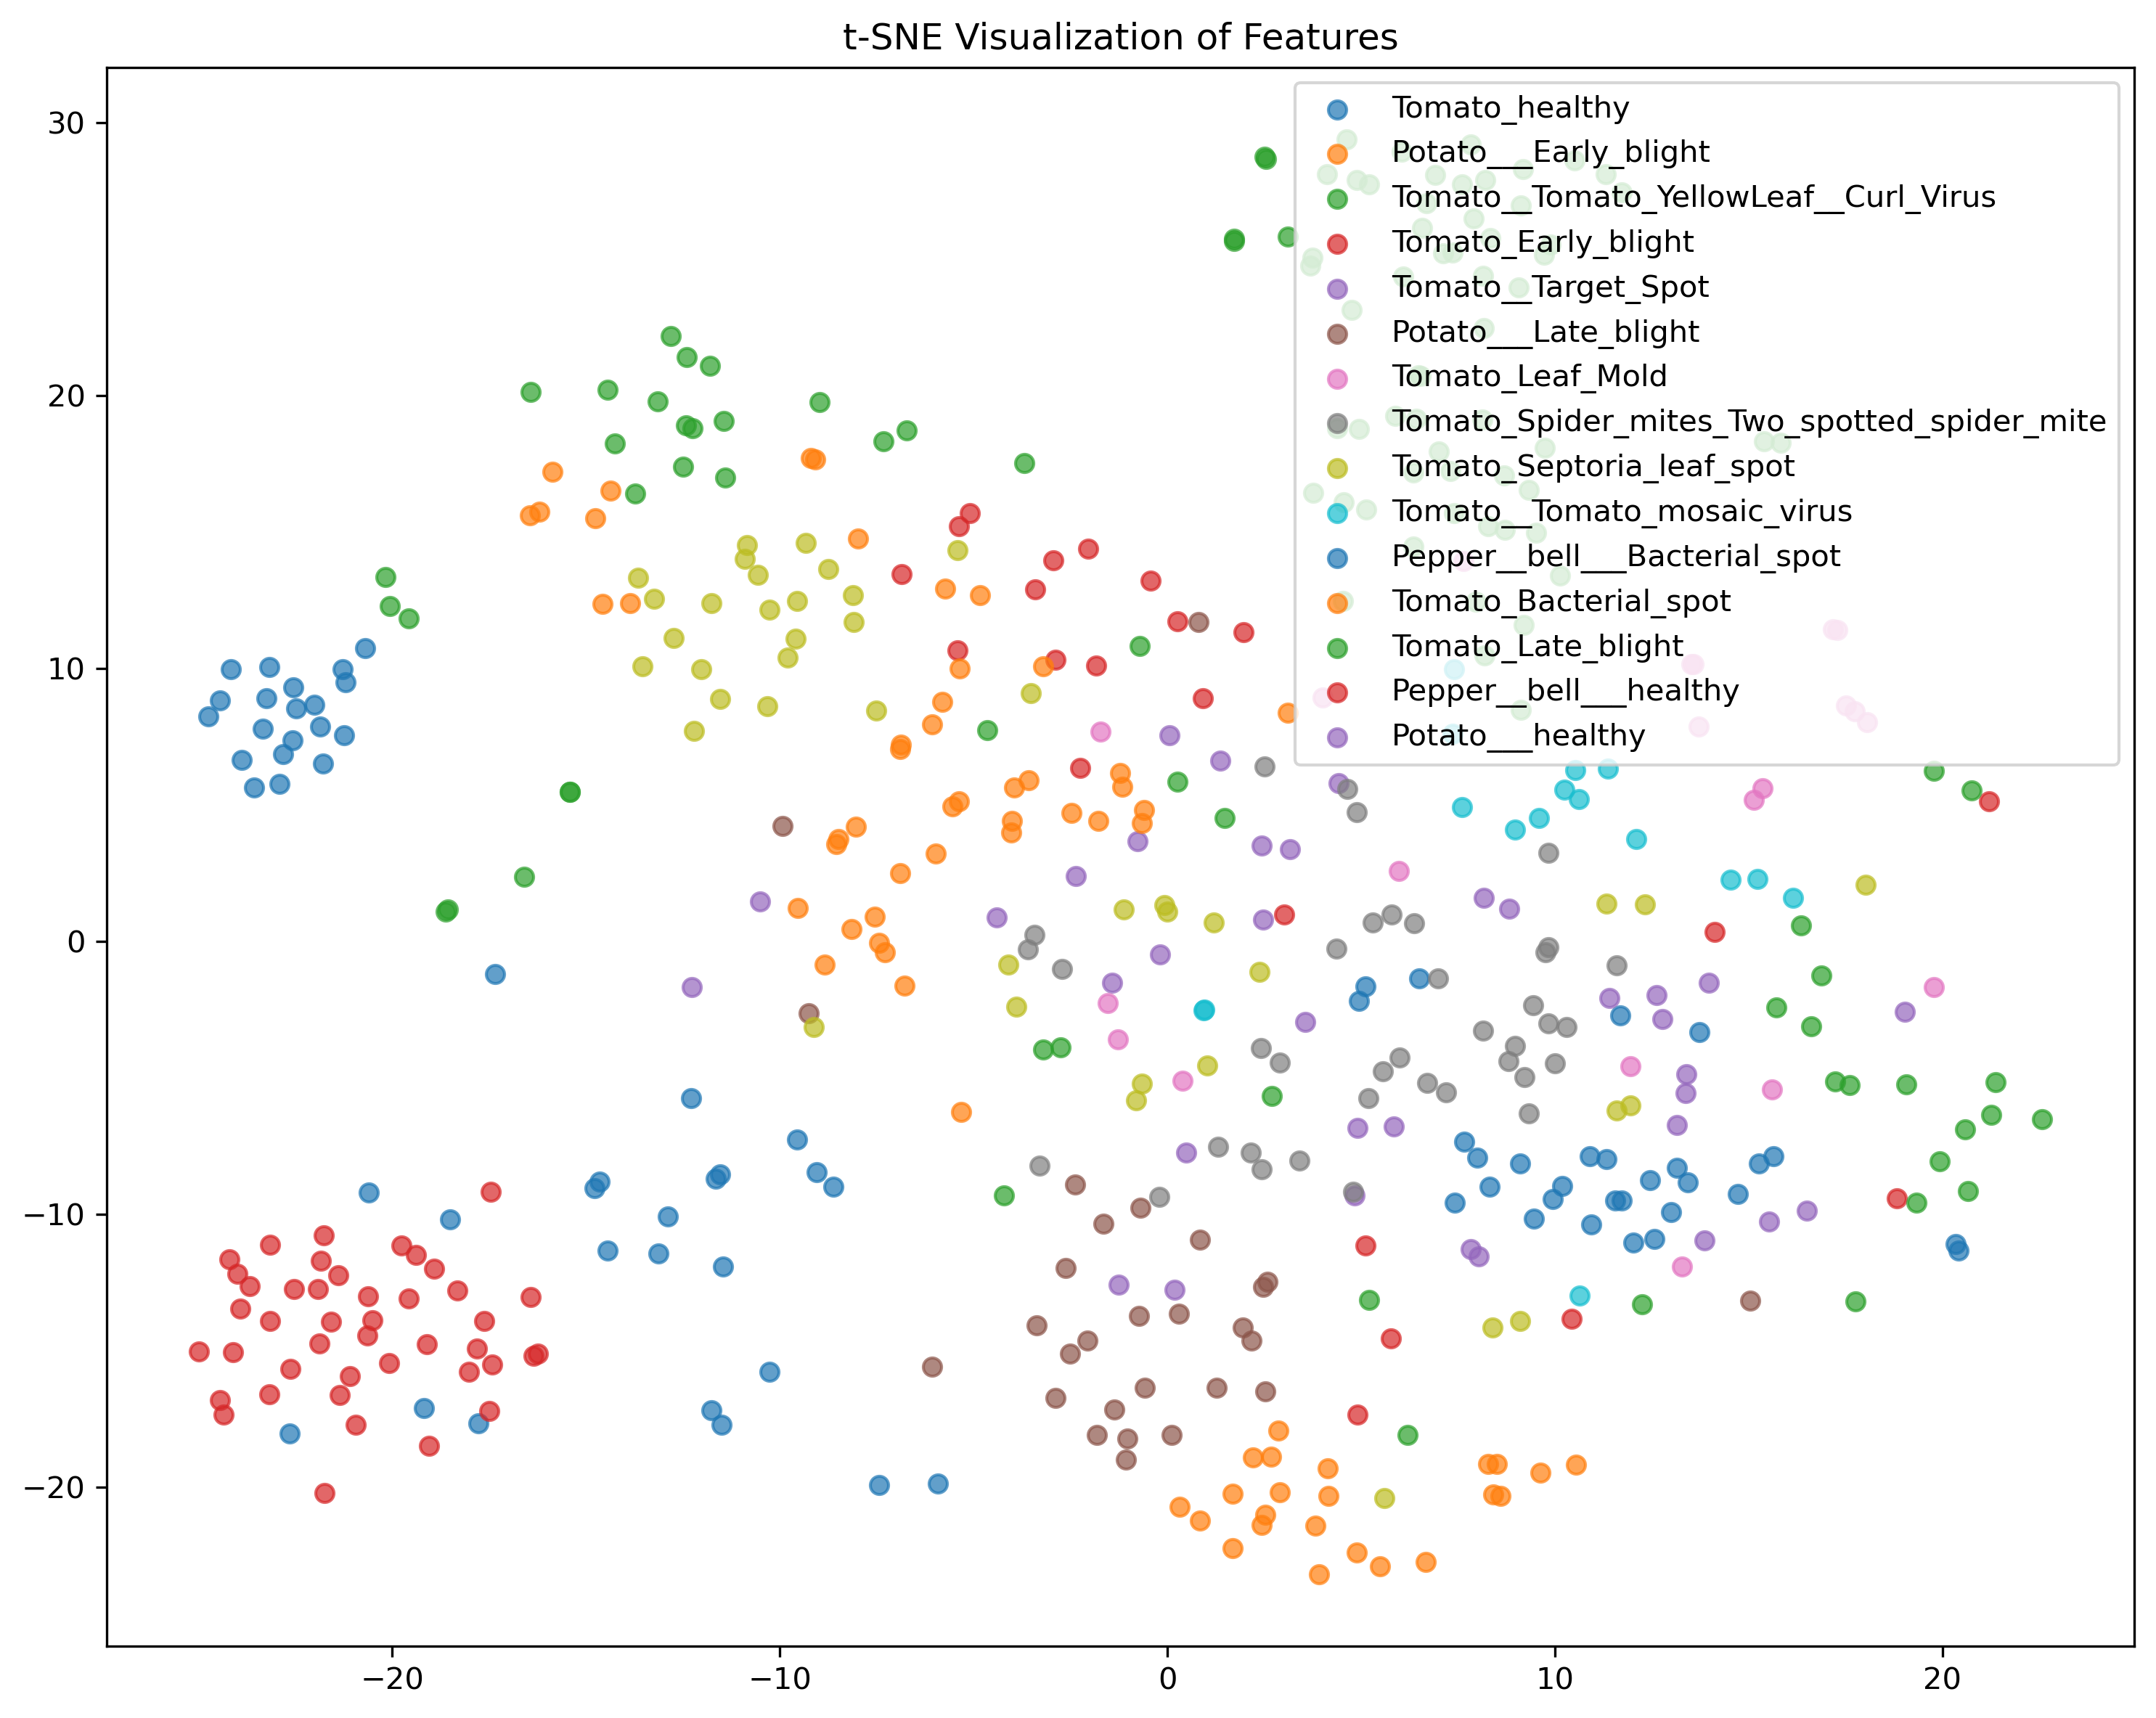 t-SNE Visualization of Features
30
20
10
0
−10
−20
Tomato_healthy
Potato___Early_blight
Tomato__Tomato_YellowLeaf__Curl_Virus
Tomato_Early_blight
Tomato__Target_Spot
Potato___Late_blight
Tomato_Leaf_Mold
Tomato_Spider_mites_Two_spotted_spider_mite
Tomato_Septoria_leaf_spot
Tomato__Tomato_mosaic_virus
Pepper__bell___Bacterial_spot
Tomato_Bacterial_spot
Tomato_Late_blight
Pepper__bell___healthy
Potato___healthy
−20 −10 0 10 20